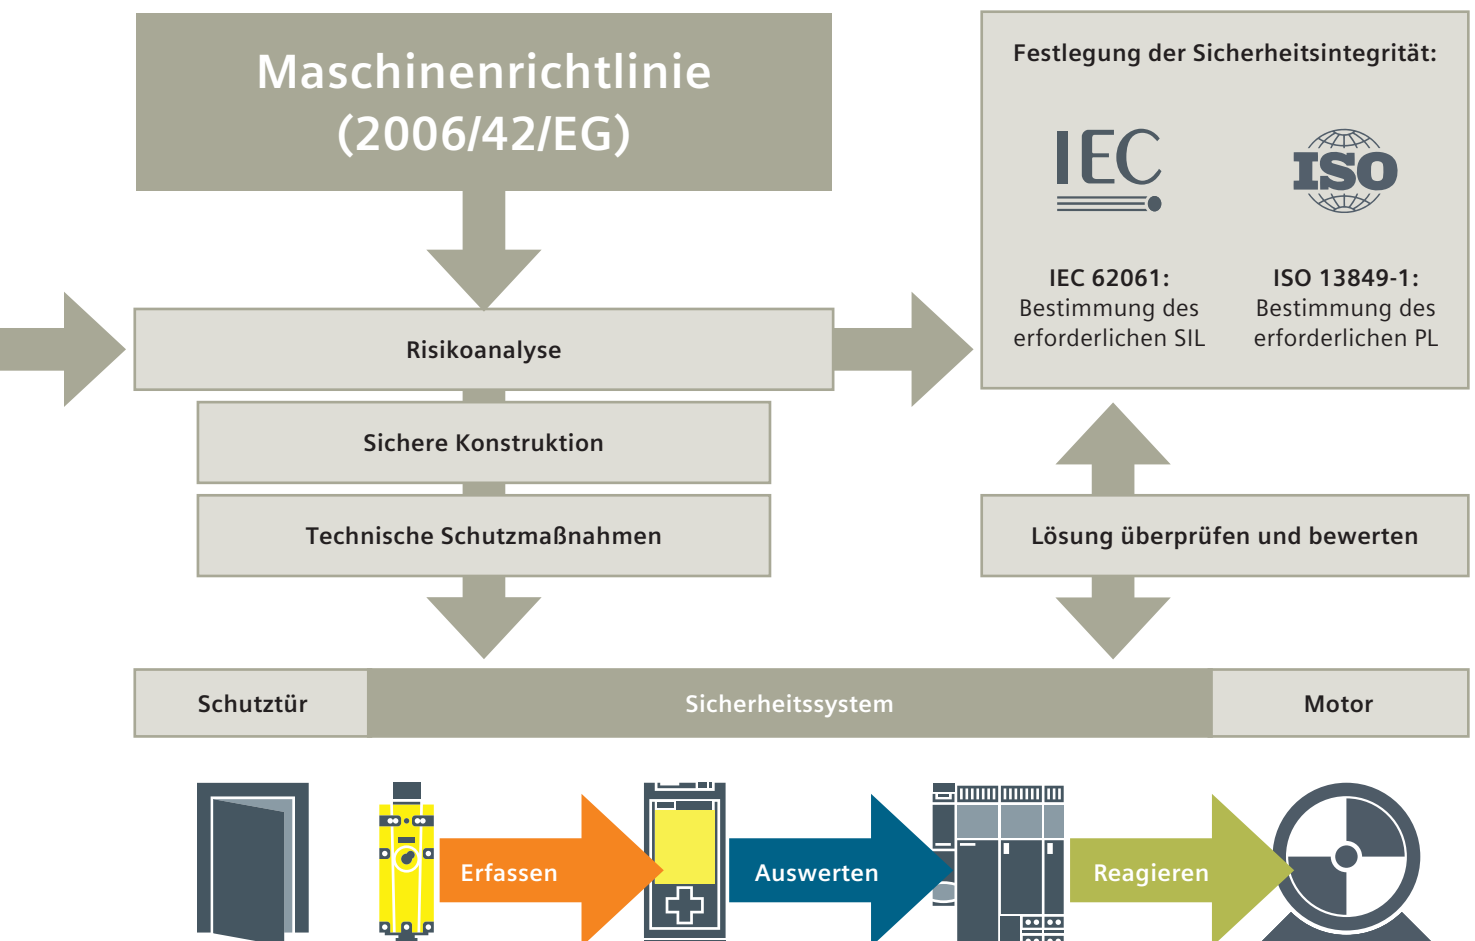 Maschinenrichtlinie
(2006/42/EG)
Festlegung der Sicherheitsintegrität:
IEC
ISO
IEC 62061:
Bestimmung des
erforderlichen SIL
ISO 13849-1:
Bestimmung des
erforderlichen PL
Risikoanalyse
Sichere Konstruktion
Technische Schutzmaßnahmen
Lösung überprüfen und bewerten
Schutztür
Sicherheitssystem
Motor
Erfassen
Auswerten
Reagieren